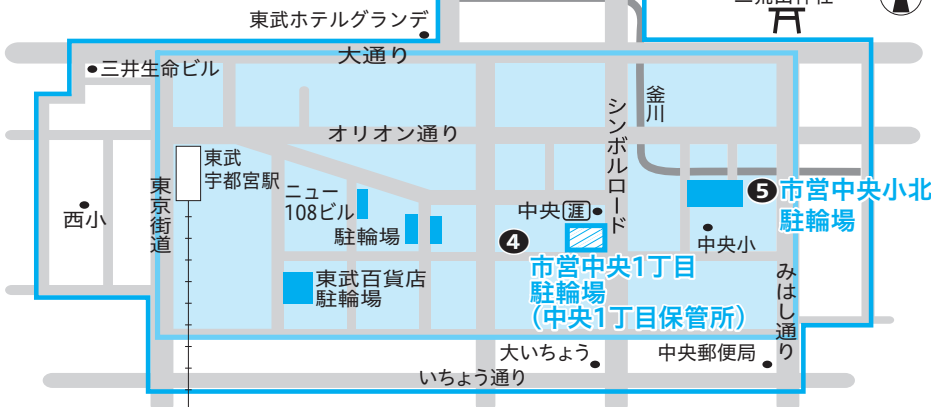 東武ホテルグランデ
大通り
三井生命ビル
釜川
シンボルロード
オリオン通り
東武
宇都宮駅
東京街道
西小
ニュー
108ビル
駐輪場
中央
❹
❺
市営中央小北
駐輪場
中央小
東武百貨店
駐輪場
市営中央1丁目
駐輪場
（中央1丁目保管所）
みはし通り
大いちょう
中央郵便局
いちょう通り